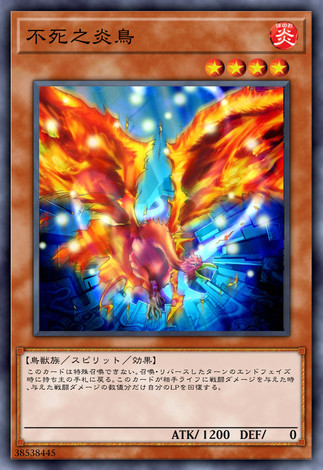 不死之炎鳥
炎
【鳥獣族／スピリット／効果】
このカードは特殊召喚できない。召喚・リバースしたターンのエンドフェイズ
時に持ち主の手札に戻る。このカードが相手ライフに戦闘ダメージを与えた時、
与えた戦闘ダメージの数値分だけ自分のLPを回復する。
ATK/ 1200 DEF/ 0
38538445